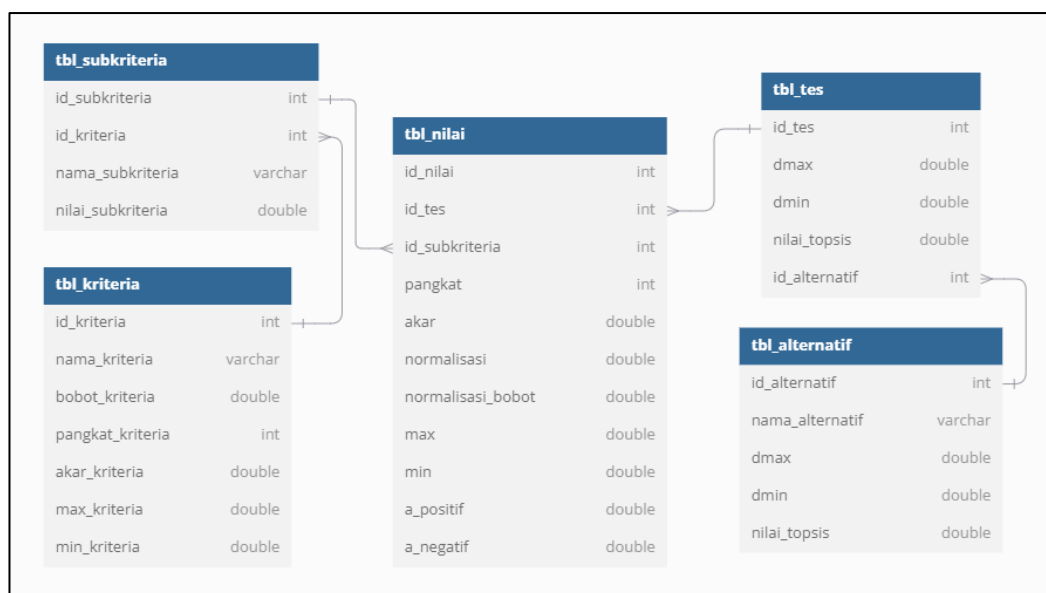 tbl_subkriteria
id_subkriteria int
id_kriteria int
nama_subkriteria varchar
nilai_subkriteria double
tbl_kriteria
id_kriteria int
nama_kriteria varchar
bobot_kriteria double
pangkat_kriteria int
akar_kriteria double
max_kriteria double
min_kriteria double
tbl_nilai
id_nilai int
id_tes int
id_subkriteria int
pangkat int
akar double
normalisasi double
normalisasi_bobot double
max double
min double
a_positif double
a_negatif double
tbl_tes
id_tes int
dmax double
dmin double
nilai_topsis double
id_alternatif int
tbl_alternatif
id_alternatif int
nama_alternatif varchar
dmax double
dmin double
nilai_topsis double